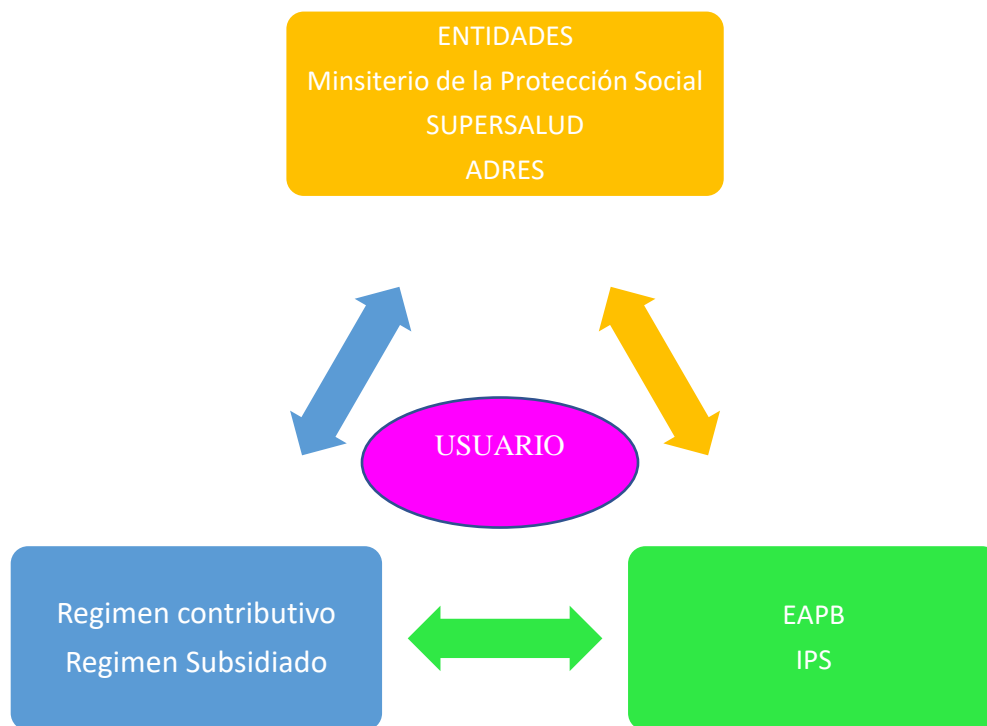 ENTIDADES
Minsiterio de la Protección Social
SUPERSALUD
ADRES
USUARIO
Regimen contributivo
Regimen Subsidiado
EAPB
IPS